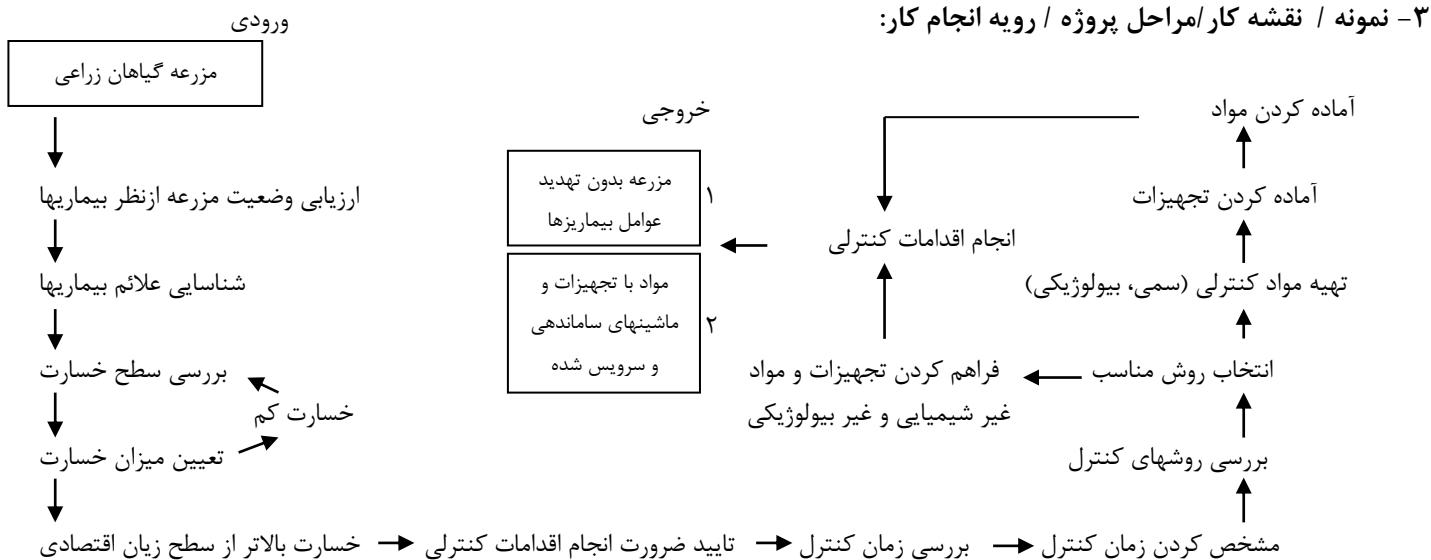 ۳- نمونه / نقشه کار/مراحل پروژه / رویه انجام کار:
ورودی
مزرعه گیاهان زراعی
ارزیابی وضعیت مزرعه ازنظر بیماریها
شناسایی علائم بیماریها
بررسی سطح خسارت
خسارت کم
تعیین میزان خسارت
خسارت بالاتر از سطح زیان اقتصادی
تایید ضرورت انجام اقدامات کنترلی
بررسی زمان کنترل
مشخص کردن زمان کنترل
بررسی روشهای کنترل
انتخاب روش مناسب
تهیه مواد کنترلی (سمی، بیولوژیکی)
آماده کردن تجهیزات
آماده کردن مواد
فراهم کردن تجهیزات و مواد
غیر شیمیایی و غیر بیولوژیکی
انجام اقدامات کنترلی
خروجی
۱
مزرعه بدون تهدید
عوامل بیماریزها
۲
مواد با تجهیزات و
ماشینهای ساماندهی
و سرویس شده